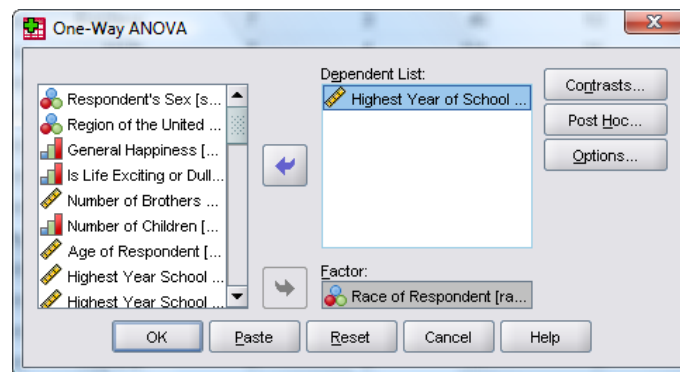 One-Way ANOVA
Respondent's Sex [s...
Region of the United ...
General Happiness [...
Is Life Exciting or Dull...
Number of Brothers ...
Number of Children [...
Age of Respondent [...
Highest Year School ...
Highest Year School ...
Dependent List:
Highest Year of School ...
Factor:
Race of Respondent [ra...
Contrasts...
Post Hoc...
Options...
OK
Paste
Reset
Cancel
Help